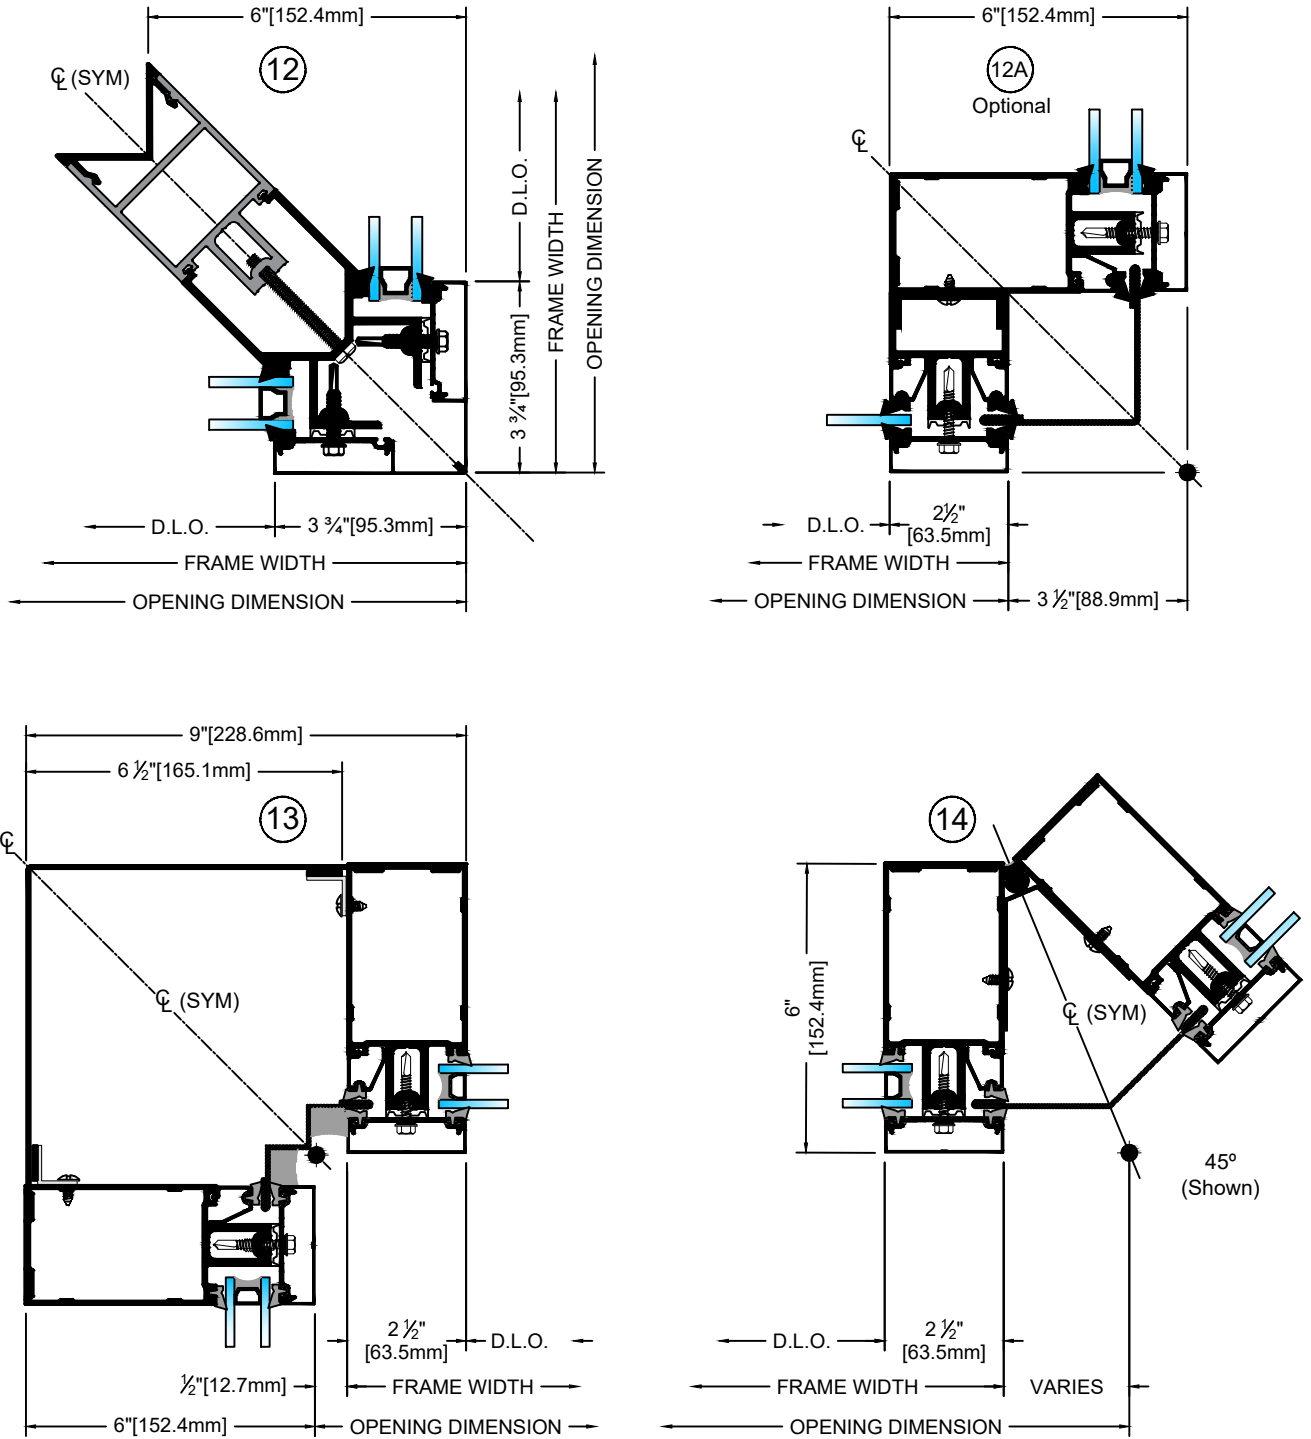 6"[152.4mm]
12
℄ (SYM)
D.L.O.
FRAME WIDTH
OPENING DIMENSION
3 ¾"[95.3mm]
D.L.O.
3 ¾"[95.3mm]
FRAME WIDTH
OPENING DIMENSION
6"[152.4mm]
12A
Optional
℄
D.L.O.
2½"
[63.5mm]
FRAME WIDTH
OPENING DIMENSION
3 ½"[88.9mm]
9"[228.6mm]
6 ½"[165.1mm]
13
℄
℄ (SYM)
2 ½"
[63.5mm]
D.L.O.
½"[12.7mm]
FRAME WIDTH
6"[152.4mm]
OPENING DIMENSION
14
6"
[152.4mm]
℄ (SYM)
45º
(Shown)
D.L.O.
2 ½"
[63.5mm]
FRAME WIDTH
VARIES
OPENING DIMENSION